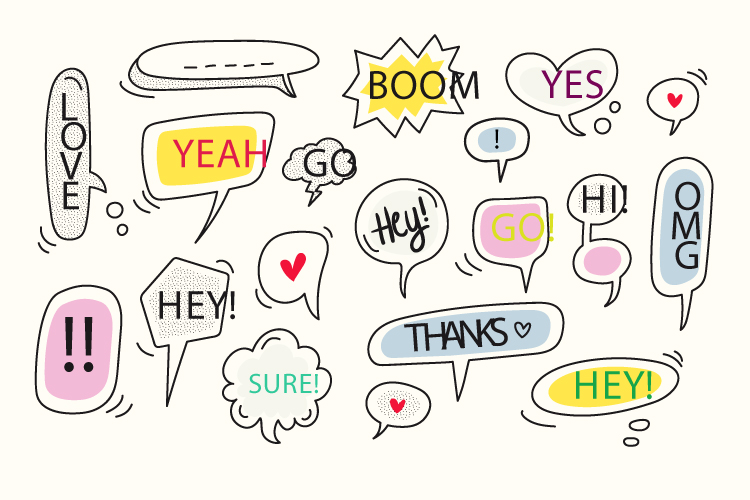 BOOM
YES
LOVE
YEAH
GO
!
Hey!
GO!
HI!
OMG
HEY!
!!
THANKS
SURE!
HEY!